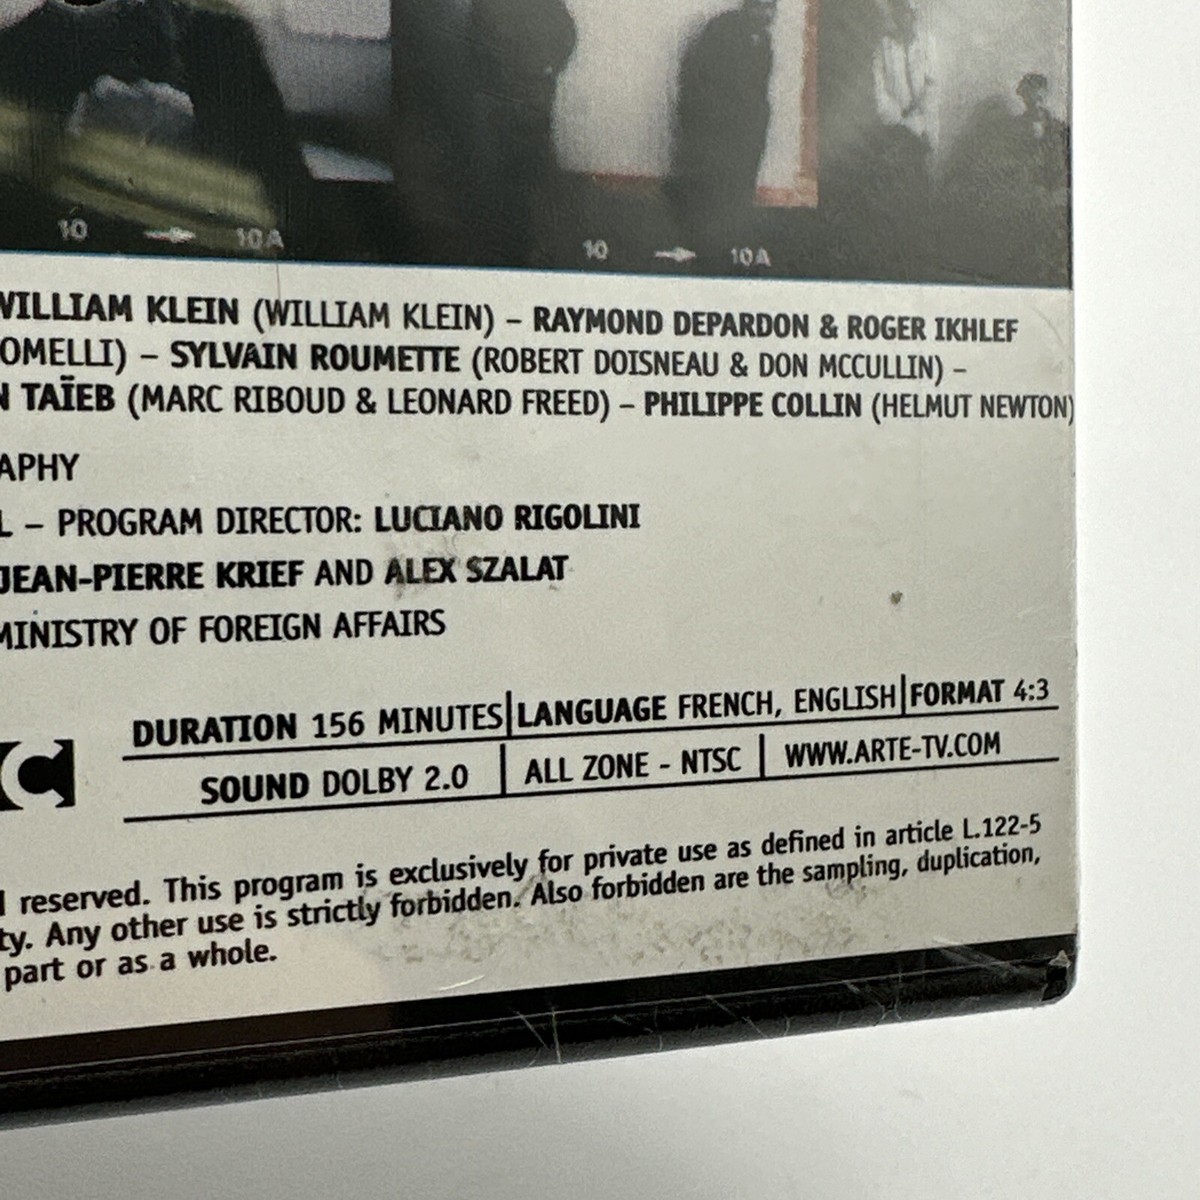 10 → 10A 10 → 10A
WILLIAM KLEIN (WILLIAM KLEIN) – RAYMOND DEPARDON & ROGER IKHLEF
OMELLI) – SYLVAIN ROUMETTE (ROBERT DOISNEAU & DON MCCULLIN) –
N TAÏEB (MARC RIBOUD & LEONARD FREED) – PHILIPPE COLLIN (HELMUT NEWTON)
APHY
L – PROGRAM DIRECTOR: LUCIANO RIGOLINI
JEAN-PIERRE KRIEF AND ALEX SZALAT
MINISTRY OF FOREIGN AFFAIRS
DURATION 156 MINUTES | LANGUAGE FRENCH, ENGLISH | FORMAT 4:3
C
SOUND DOLBY 2.0 | ALL ZONE - NTSC | WWW.ARTE-TV.COM
l reserved. This program is exclusively for private use as defined in article L.122-5
ty. Any other use is strictly forbidden. Also forbidden are the sampling, duplication,
part or as a whole.